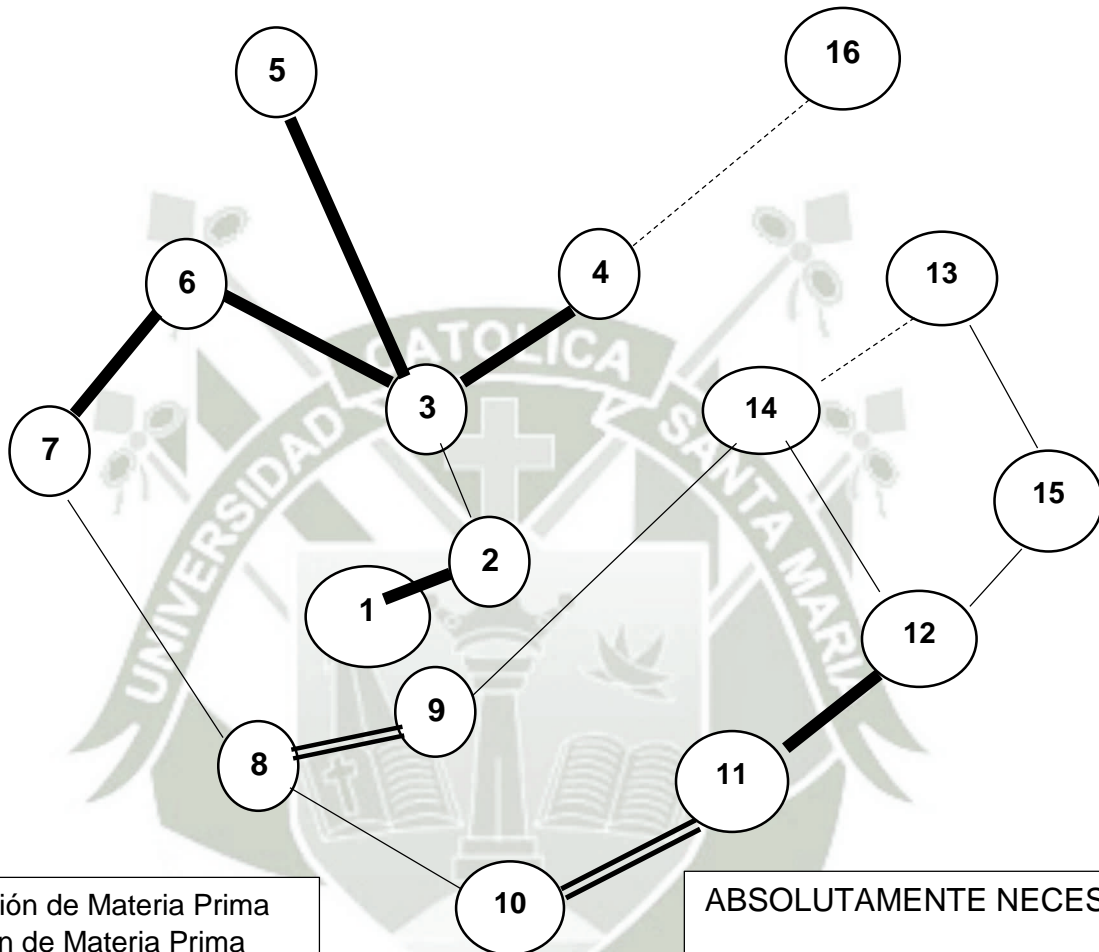 16
5
4
13
6
CATOLICA
3
14
7
UNIVERSIDAD
SANTA MARIA
15
2
1
12
9
8
11
10
ión de Materia Prima
n de Materia Prima
ABSOLUTAMENTE NECES